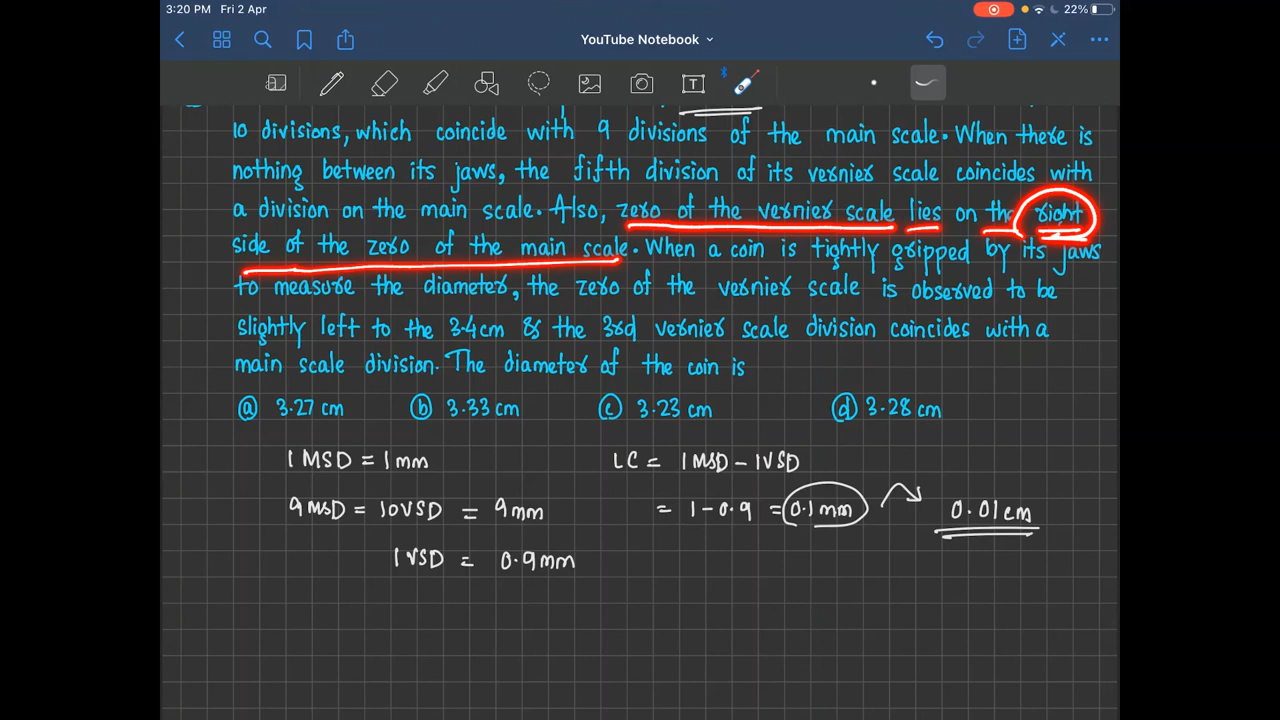 3:20 PM Fri 2 Apr
22%
YouTube Notebook
T
10 divisions, which coincide with 9 divisions of the main scale. When there is
nothing between its jaws, the fifth division of its vernier scale coincides with
a division on the main scale. Also, zero of the vernier scale lies on the right
side of the zero of the main scale. When a coin is tightly gripped by its jaws
to measure the diameter, the zero of the vernier scale is observed to be
slightly left to the 3.4cm & the 3rd vernier scale division coincides with a
main scale division. The diameter of the coin is
(a) 3.27 cm (b) 3.33 cm (c) 3.23 cm (d) 3.28 cm
1 MSD = 1 mm LC = 1 MSD - 1 VSD
9 MSD = 10 VSD = 9 mm = 1 - 0.9 = 0.1 mm 0.01 cm
1 VSD = 0.9 mm